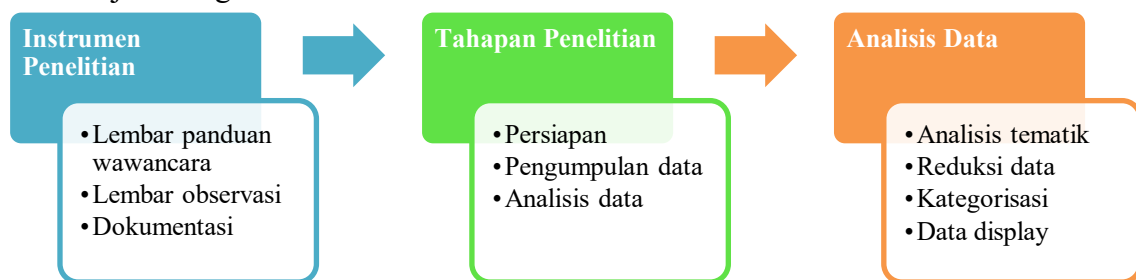 Instrumen
Penelitian
•Lembar panduan
wawancara
•Lembar observasi
•Dokumentasi
Tahapan Penelitian
•Persiapan
•Pengumpulan data
•Analisis data
Analisis Data
•Analisis tematik
•Reduksi data
•Kategorisasi
•Data display